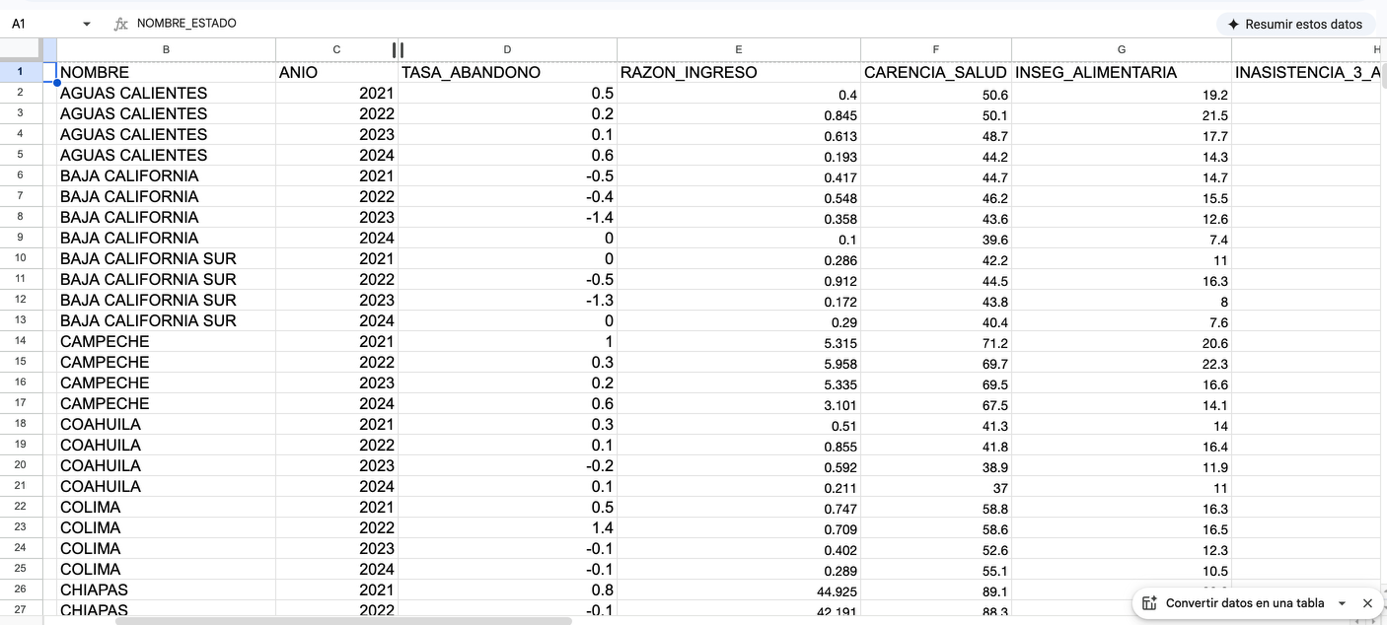 A1 fx NOMBRE_ESTADO Resumir estos datos
B C D E F G H
1 NOMBRE ANIO TASA_ABANDONO RAZON_INGRESO CARENCIA_SALUD INSEG_ALIMENTARIA INASISTENCIA_3_A
2 AGUAS CALIENTES 2021 0.5 0.4 50.6 19.2
3 AGUAS CALIENTES 2022 0.2 0.845 50.1 21.5
4 AGUAS CALIENTES 2023 0.1 0.613 48.7 17.7
5 AGUAS CALIENTES 2024 0.6 0.193 44.2 14.3
6 BAJA CALIFORNIA 2021 -0.5 0.417 44.7 14.7
7 BAJA CALIFORNIA 2022 -0.4 0.548 46.2 15.5
8 BAJA CALIFORNIA 2023 -1.4 0.358 43.6 12.6
9 BAJA CALIFORNIA 2024 0 0.1 39.6 7.4
10 BAJA CALIFORNIA SUR 2021 0 0.286 42.2 11
11 BAJA CALIFORNIA SUR 2022 -0.5 0.912 44.5 16.3
12 BAJA CALIFORNIA SUR 2023 -1.3 0.172 43.8 8
13 BAJA CALIFORNIA SUR 2024 0 0.29 40.4 7.6
14 CAMPECHE 2021 1 5.315 71.2 20.6
15 CAMPECHE 2022 0.3 5.958 69.7 22.3
16 CAMPECHE 2023 0.2 5.335 69.5 16.6
17 CAMPECHE 2024 0.6 3.101 67.5 14.1
18 COAHUILA 2021 0.3 0.51 41.3 14
19 COAHUILA 2022 0.1 0.855 41.8 16.4
20 COAHUILA 2023 -0.2 0.592 38.9 11.9
21 COAHUILA 2024 0.1 0.211 37 11
22 COLIMA 2021 0.5 0.747 58.8 16.3
23 COLIMA 2022 1.4 0.709 58.6 16.5
24 COLIMA 2023 -0.1 0.402 52.6 12.3
25 COLIMA 2024 -0.1 0.289 55.1 10.5
26 CHIAPAS 2021 0.8 44.925 89.1
27 CHIAPAS 2022 -0.1 42.191 88.3
Convertir datos en una tabla